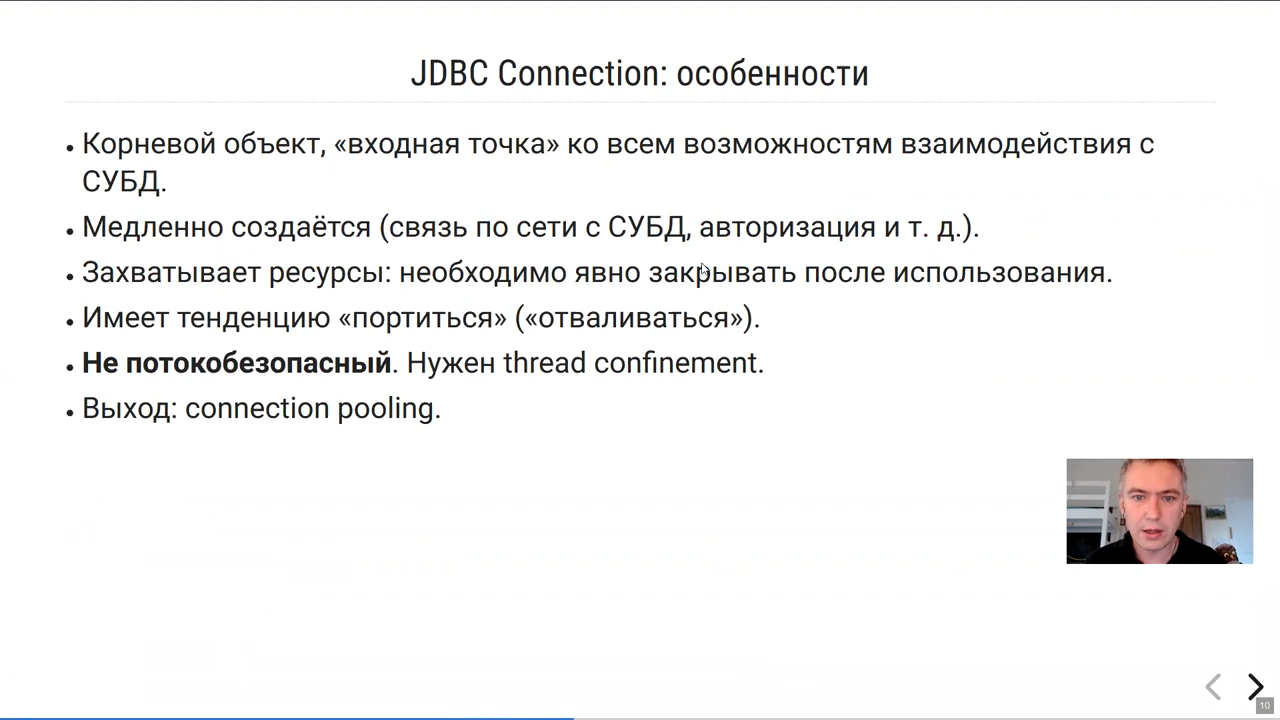 JDBC Connection: особенности
• Корневой объект, «входная точка» ко всем возможностям взаимодействия с
СУБД.
• Медленно создаётся (связь по сети с СУБД, авторизация и т. д.).
• Захватывает ресурсы: необходимо явно закрывать после использования.
• Имеет тенденцию «портиться» («отваливаться»).
• Не потокобезопасный. Нужен thread confinement.
• Выход: connection pooling.
10